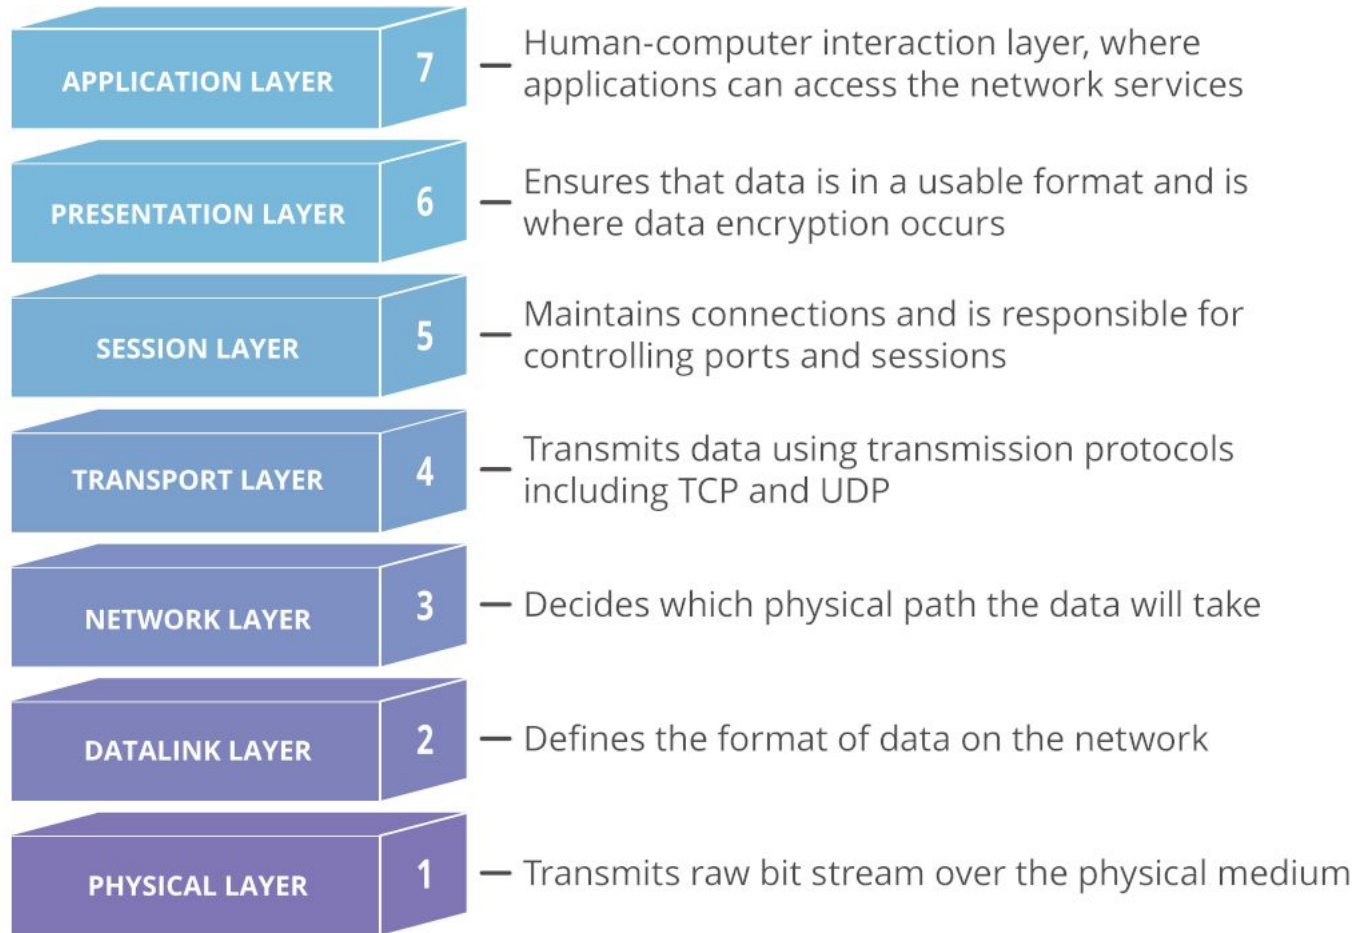 APPLICATION LAYER
7
Human-computer interaction layer, where
applications can access the network services
PRESENTATION LAYER
6
Ensures that data is in a usable format and is
where data encryption occurs
SESSION LAYER
5
Maintains connections and is responsible for
controlling ports and sessions
TRANSPORT LAYER
4
Transmits data using transmission protocols
including TCP and UDP
NETWORK LAYER
3
Decides which physical path the data will take
DATALINK LAYER
2
Defines the format of data on the network
PHYSICAL LAYER
1
Transmits raw bit stream over the physical medium